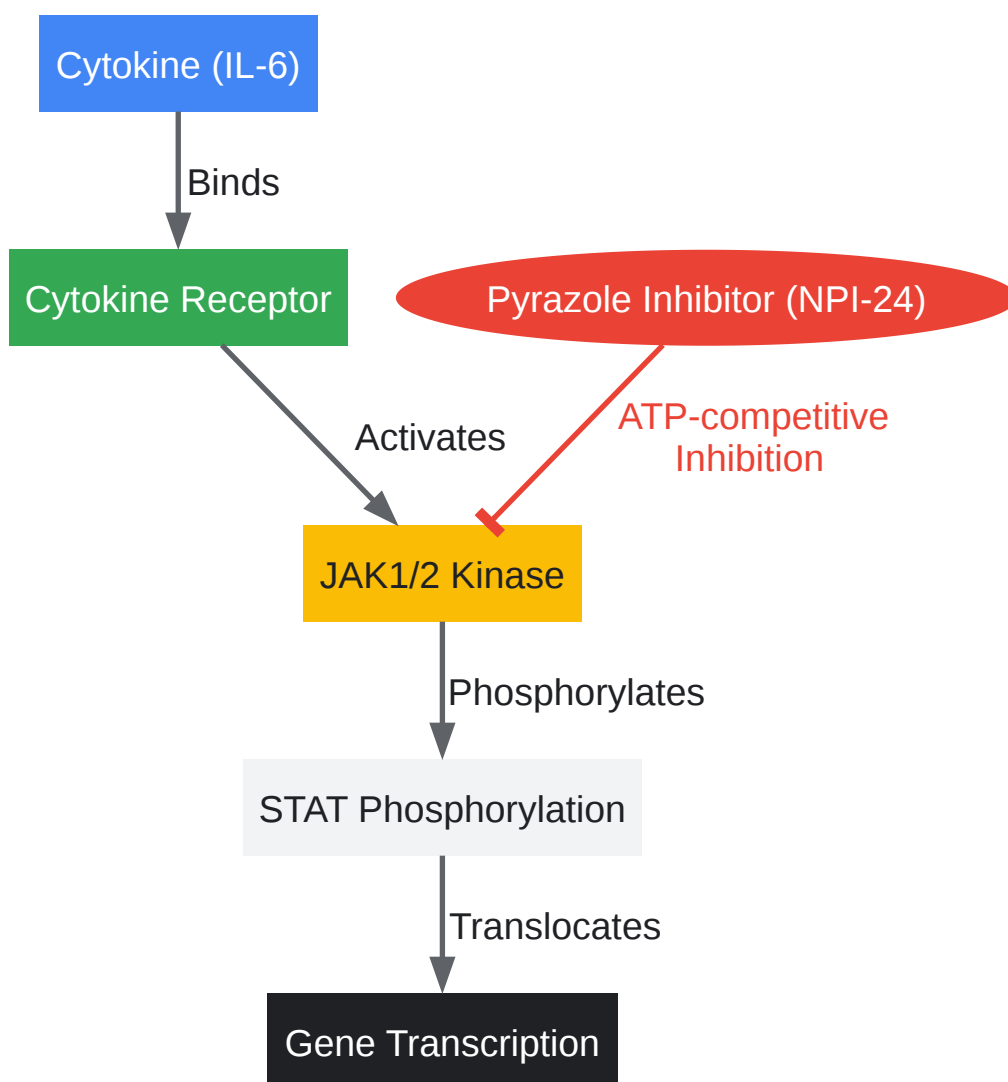 Cytokine (IL-6)
Binds
Cytokine Receptor
Pyrazole Inhibitor (NPI-24)
Activates
ATP-competitive
Inhibition
JAK1/2 Kinase
Phosphorylates
STAT Phosphorylation
Translocates
Gene Transcription